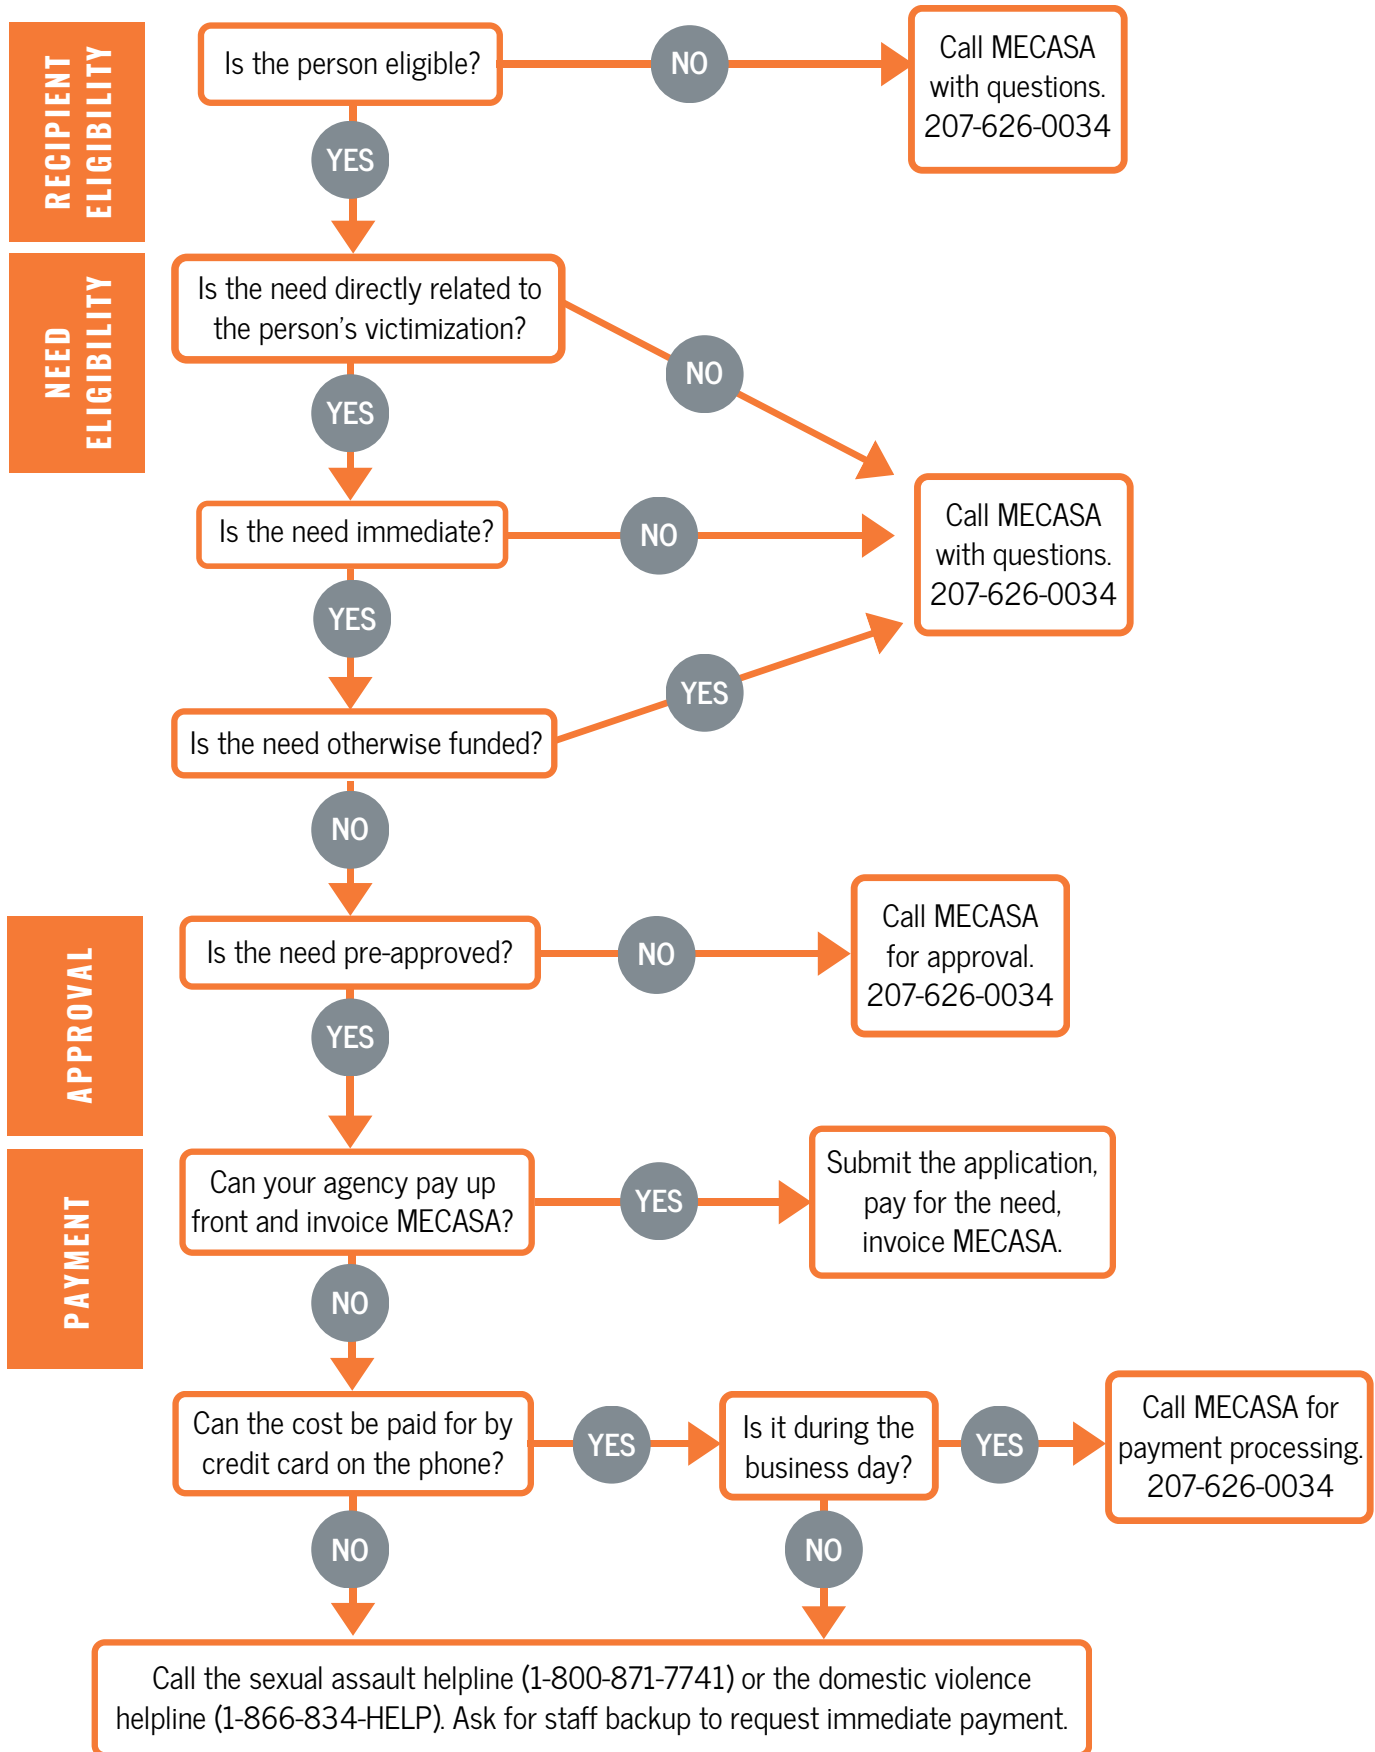 RECIPIENT
ELIGIBILITY
Is the person eligible?
NO
Call MECASA
with questions.
207-626-0034
YES
NEED
ELIGIBILITY
Is the need directly related to
the person's victimization?
NO
YES
Is the need immediate?
NO
Call MECASA
with questions.
207-626-0034
YES
Is the need otherwise funded?
YES
NO
APPROVAL
Is the need pre-approved?
NO
Call MECASA
for approval.
207-626-0034
YES
PAYMENT
Can your agency pay up
front and invoice MECASA?
YES
Submit the application,
pay for the need,
invoice MECASA.
NO
Can the cost be paid for by
credit card on the phone?
YES
Is it during the
business day?
YES
Call MECASA for
payment processing.
207-626-0034
NO
NO
Call the sexual assault helpline (1-800-871-7741) or the domestic violence
helpline (1-866-834-HELP). Ask for staff backup to request immediate payment.